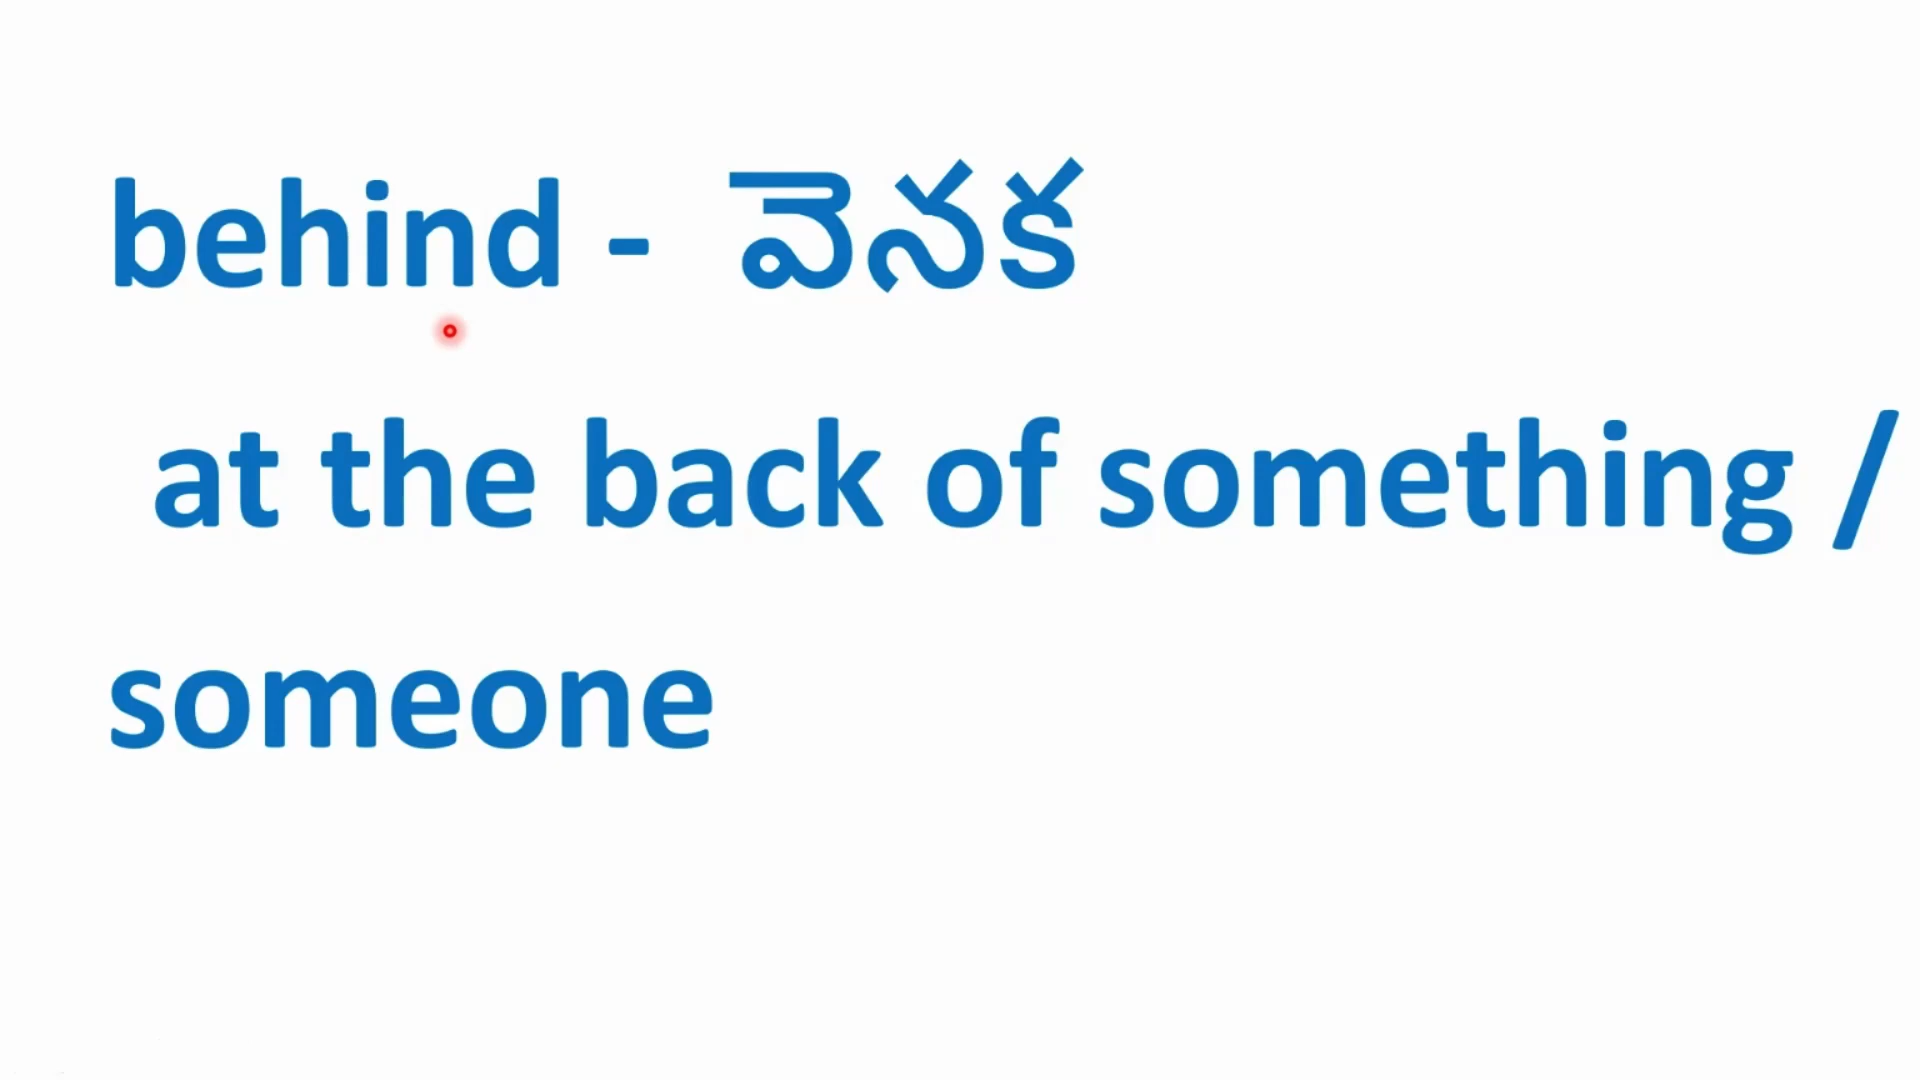 behind - వెనక
at the back of something /
someone